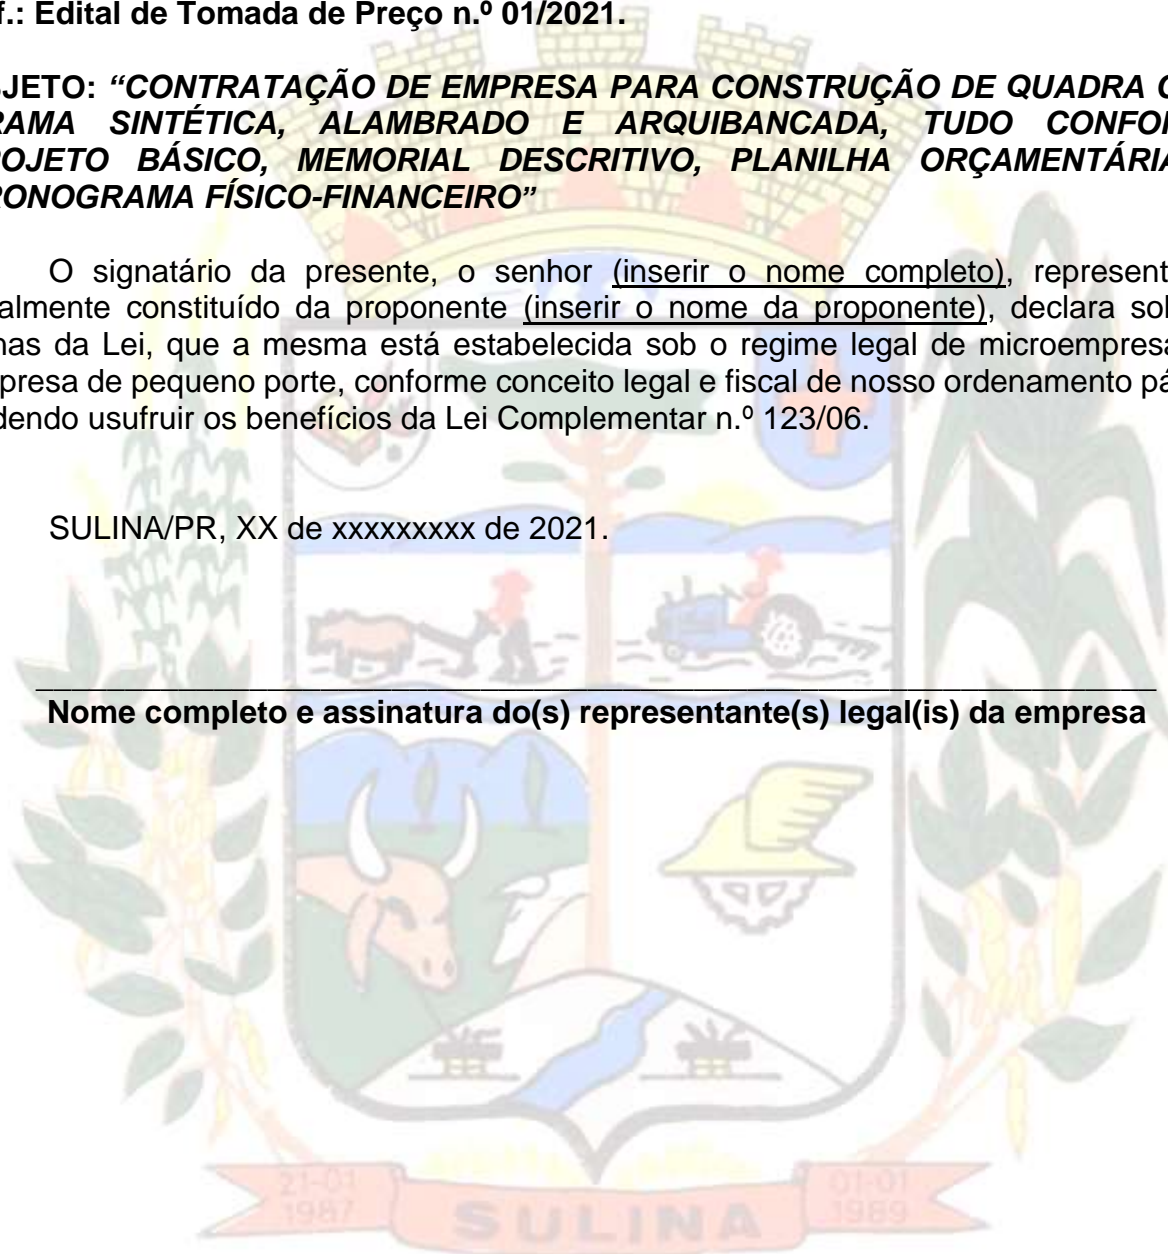 f.: Edital de Tomada de Preço n.º 01/2021.
JETO: “CONTRATAÇÃO DE EMPRESA PARA CONSTRUÇÃO DE QUADRA
RAMA SINTÉTICA, ALAMBRADO E ARQUIBANCADA, TUDO CONFO
OJETO BÁSICO, MEMORIAL DESCRITIVO, PLANILHA ORÇAMENTÁRIA
RONOGRAMA FÍSICO-FINANCEIRO”
O signatário da presente, o senhor (inserir o nome completo), represent
almente constituído da proponente (inserir o nome da proponente), declara sob
nas da Lei, que a mesma está estabelecida sob o regime legal de microempresa
presa de pequeno porte, conforme conceito legal e fiscal de nosso ordenamento pá
dendo usufruir os benefícios da Lei Complementar n.º 123/06.
SULINA/PR, XX de xxxxxxxxx de 2021.
Nome completo e assinatura do(s) representante(s) legal(is) da empresa
21-01 01-01
1987 SULINA 1989